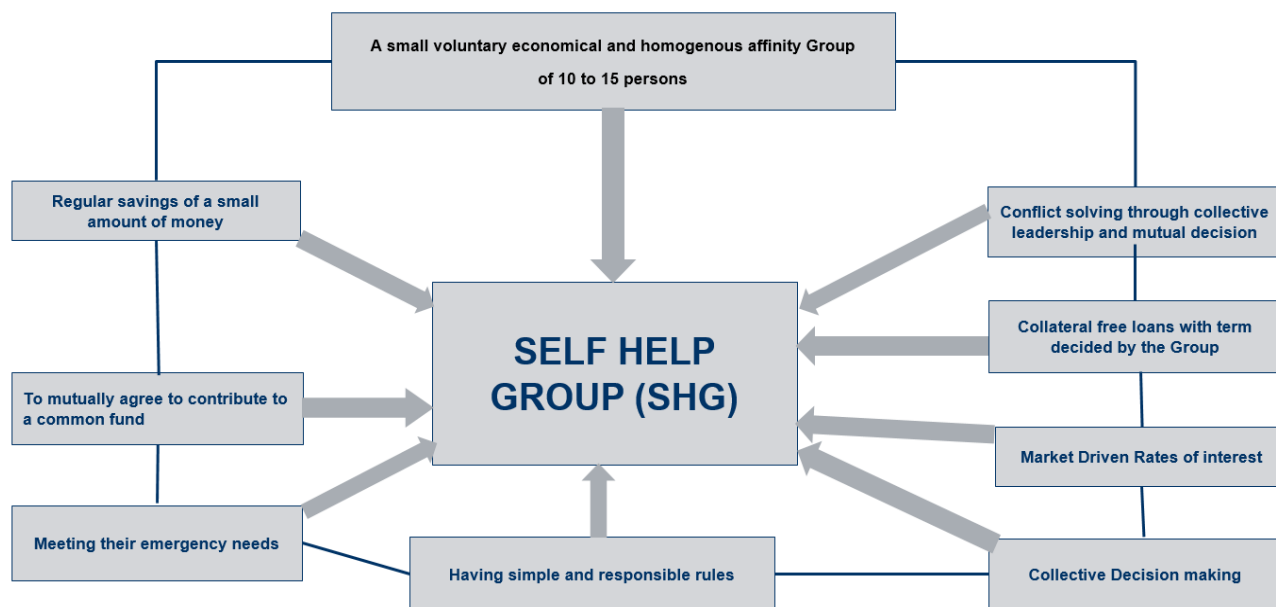 A small voluntary economical and homogenous affinity Group
of 10 to 15 persons
Regular savings of a small
amount of money
Conflict solving through collective
leadership and mutual decision
SELF HELP
GROUP (SHG)
Collateral free loans with term
decided by the Group
To mutually agree to contribute to
a common fund
Market Driven Rates of interest
Meeting their emergency needs
Having simple and responsible rules
Collective Decision making